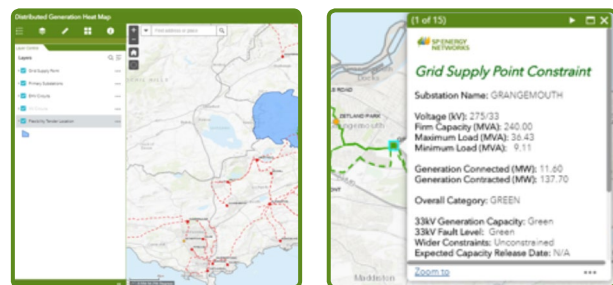 Distributed Generation Heat Map
Find address or place
Layers
Grid Supply Point
Primary Substations
33kV Circuits
(1 of 15)
SP ENERGY
NETWORKS
Grid Supply Point Constraint
Substation Name: GRANGEMOUTH
Voltage (kV): 275/33
Firm Capacity (MVA): 240.00
Maximum Load (MVA): 36.43
Minimum Load (MVA): 9.11
Generation Connected (MW): 11.60
Generation Contracted (MW): 137.70
Overall Category: GREEN
33kV Generation Capacity: Green
33kV Fault Level: Green
Wider Constraints: Unconstrained
Expected Capacity Release Date: N/A
Zoom to
ZETLAND PARK
Maddiston